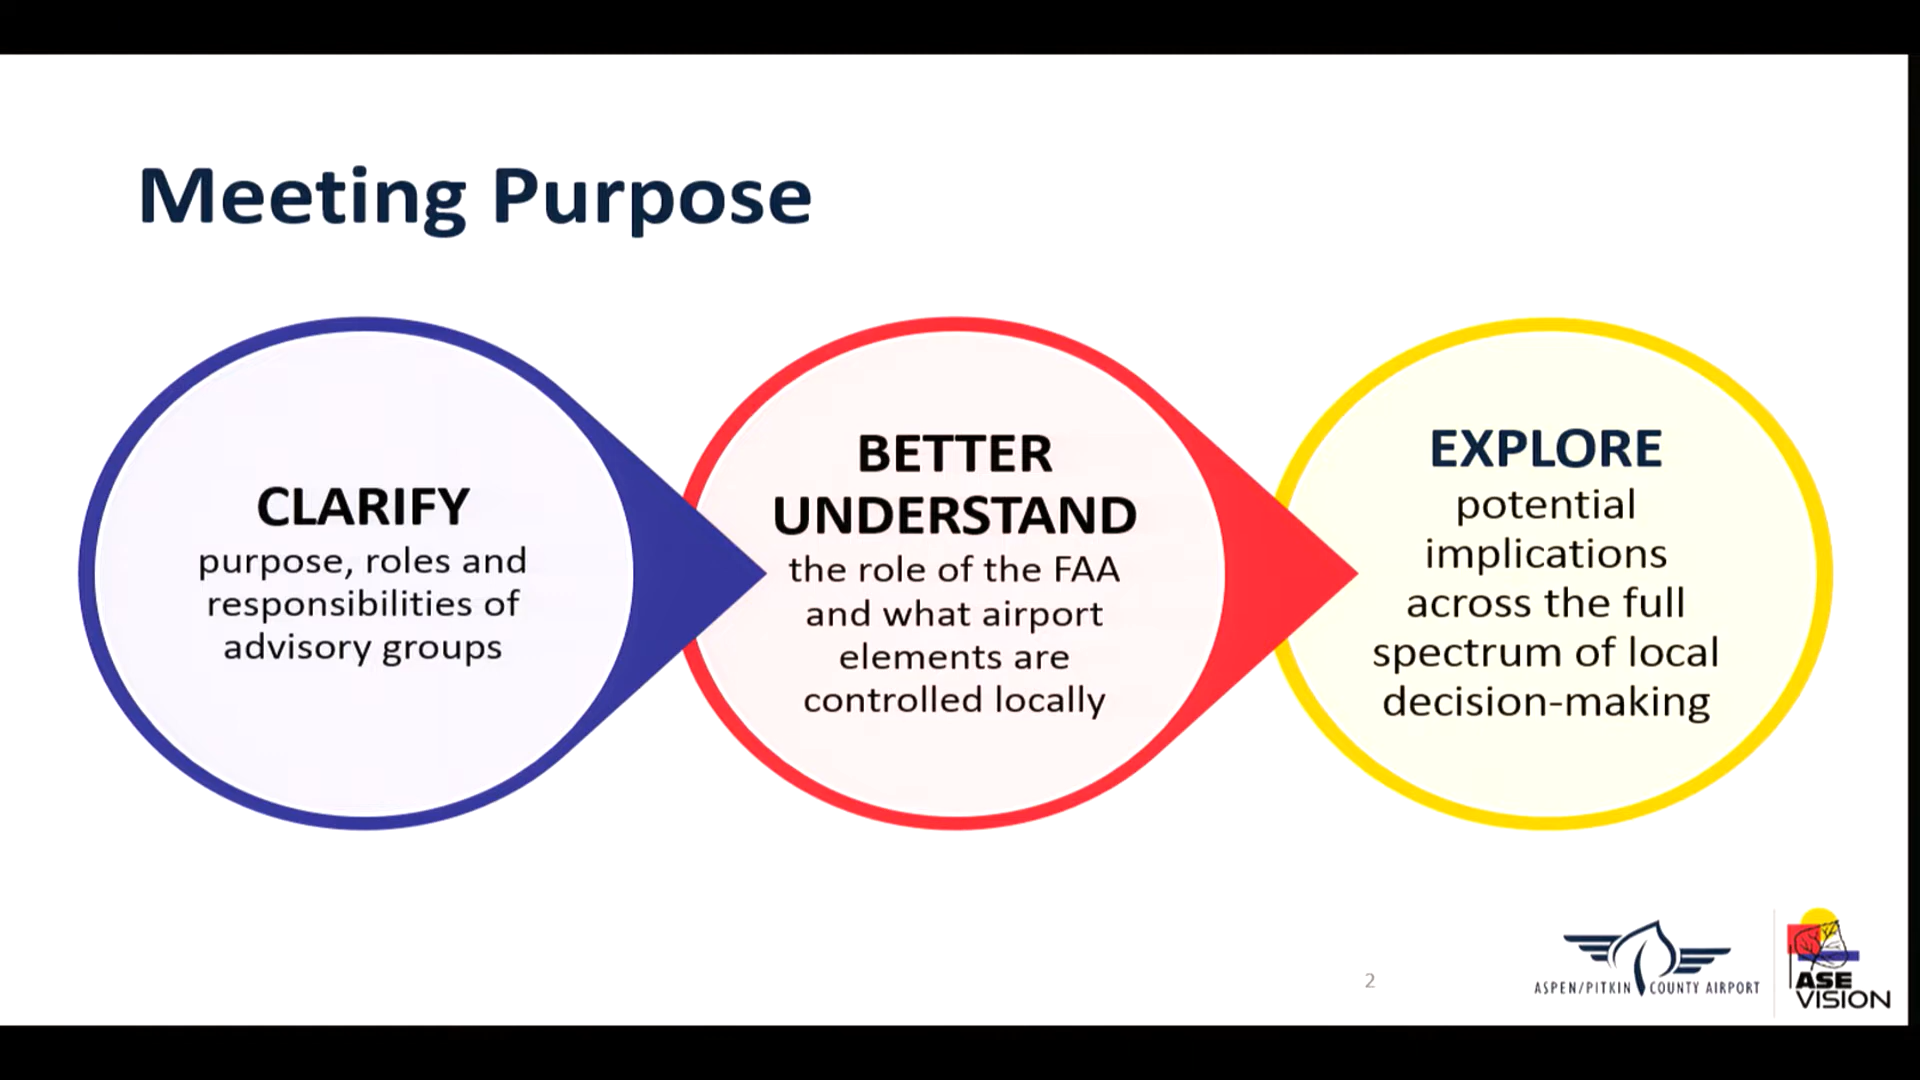 Meeting Purpose
CLARIFY
purpose, roles and
responsibilities of
advisory groups
BETTER
UNDERSTAND
the role of the FAA
and what airport
elements are
controlled locally
EXPLORE
potential
implications
across the full
spectrum of local
decision-making
2
ASPEN/PITKIN COUNTY AIRPORT
ASE
VISION